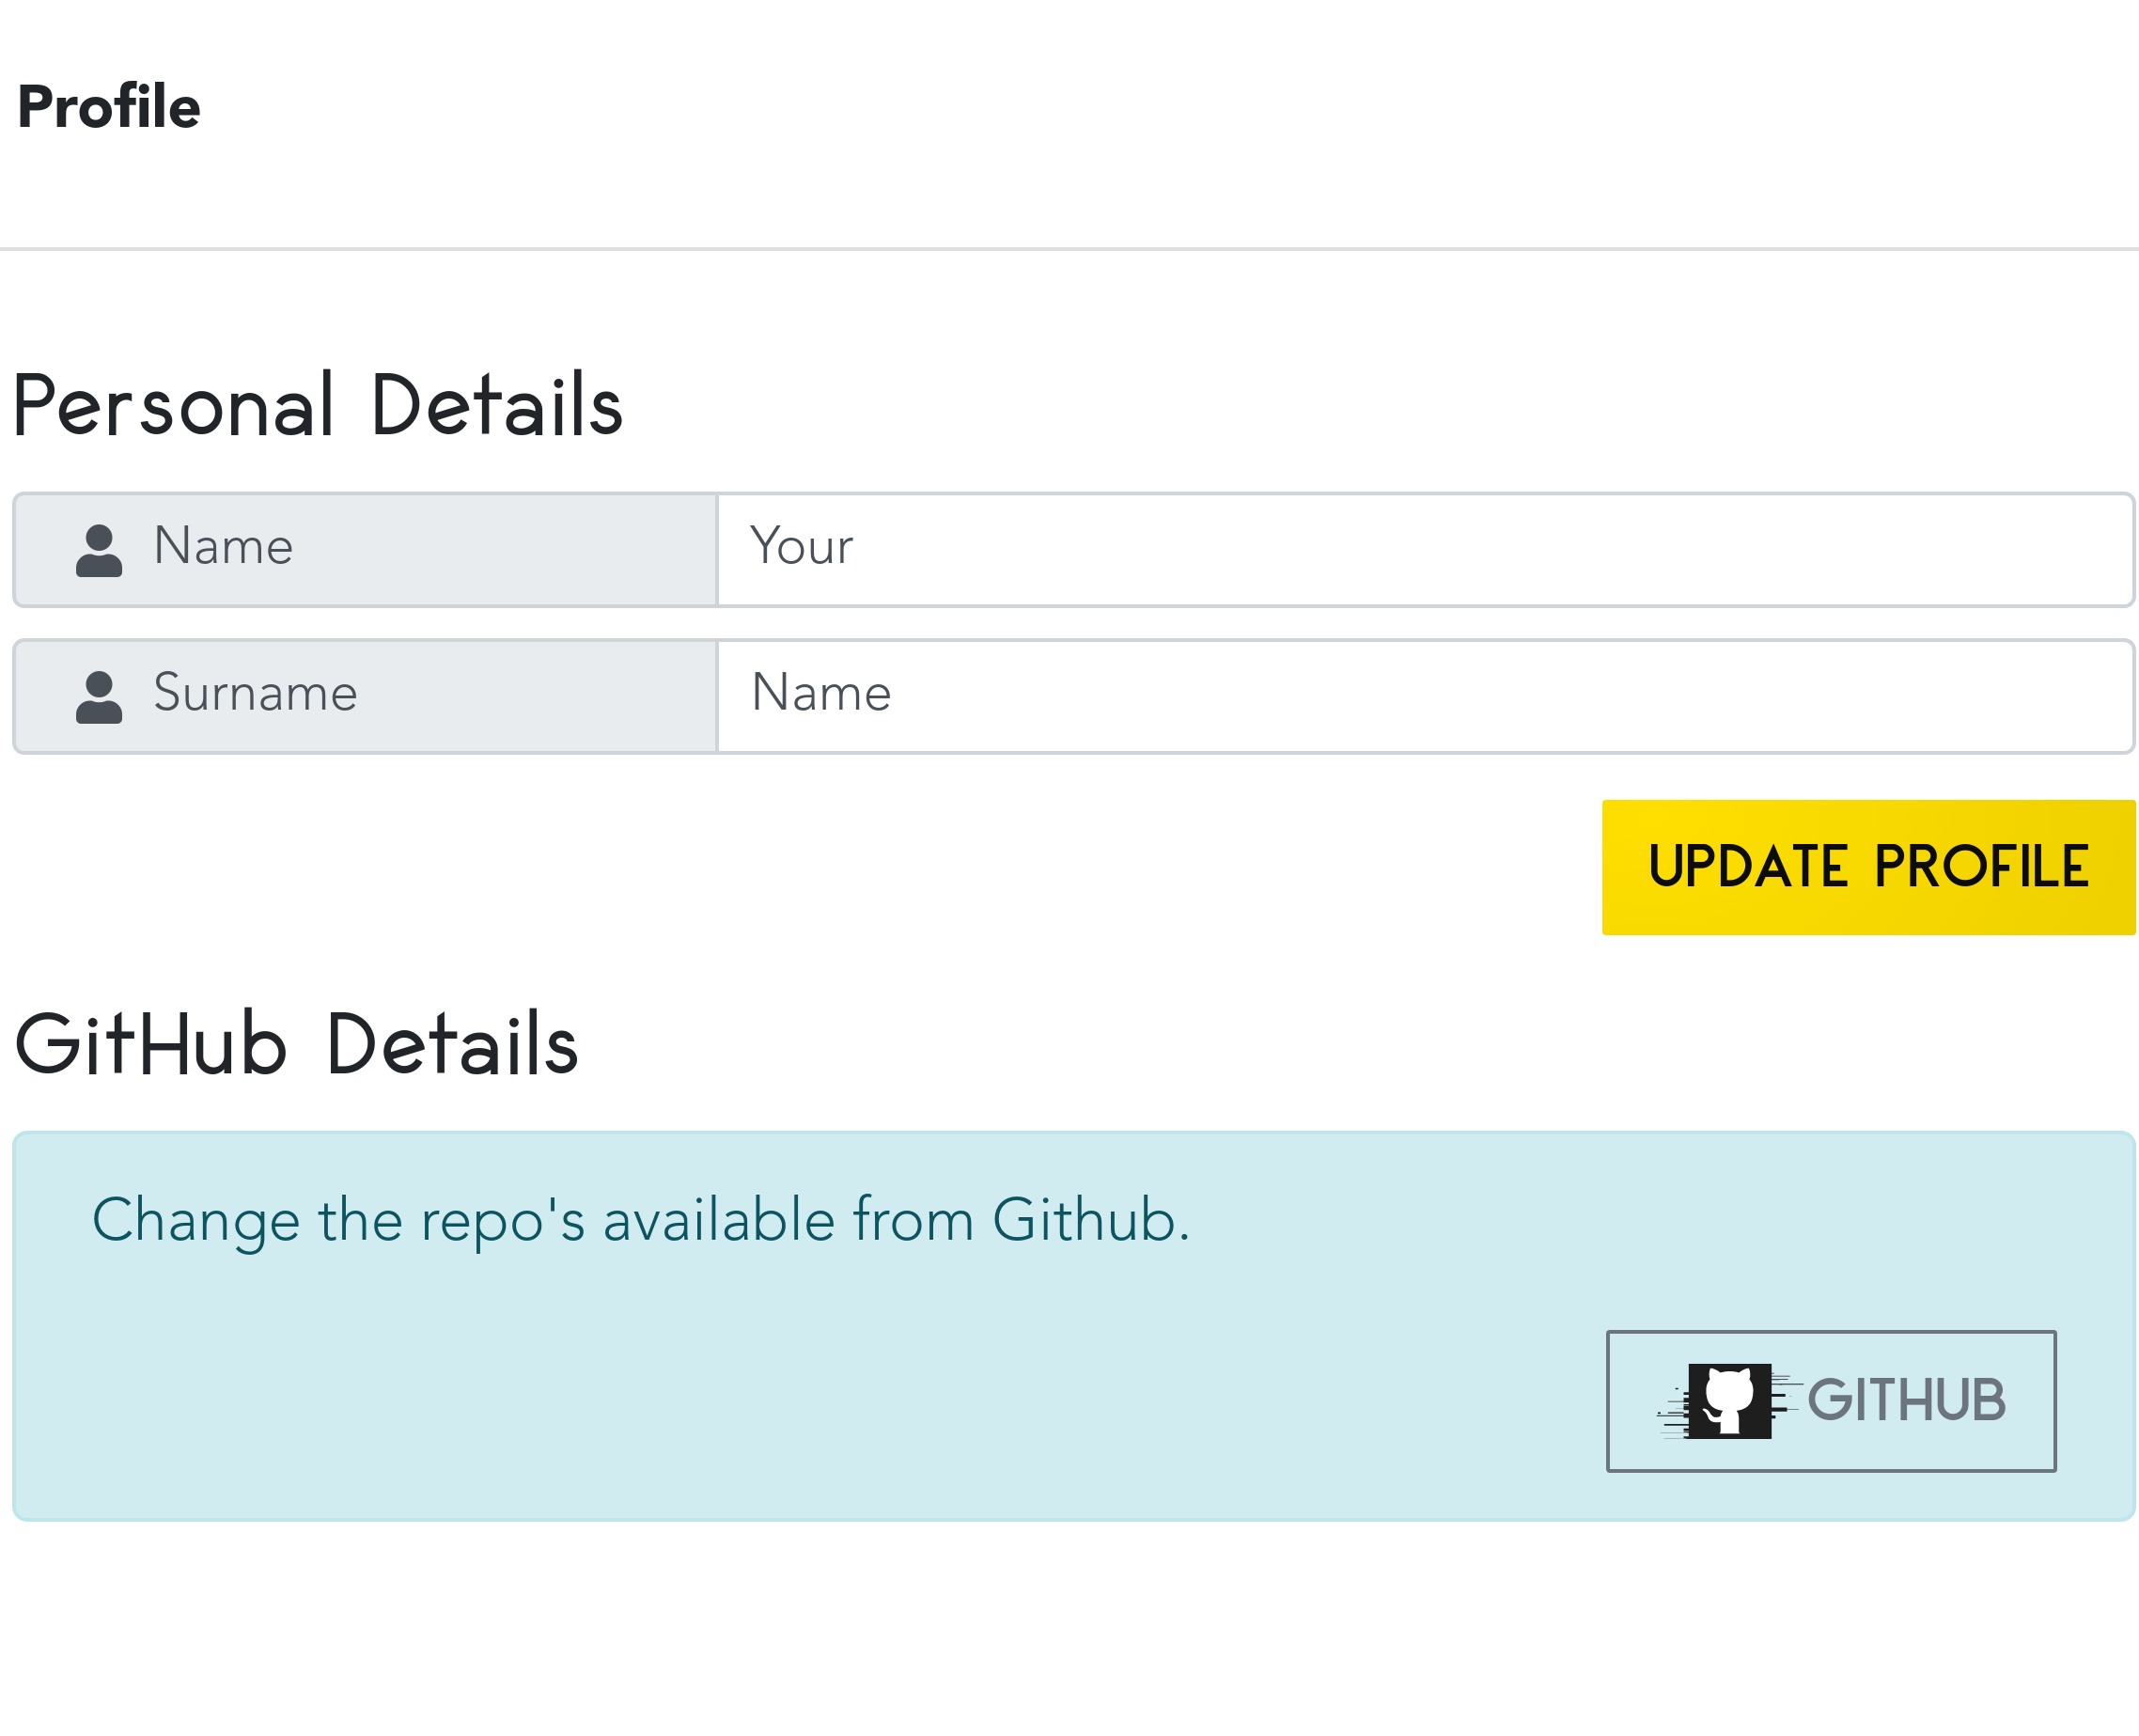 Profile
Personal Details
Name Your
Surname Name
UPDATE PROFILE
GitHub Details
Change the repo's available from Github.
GITHUB